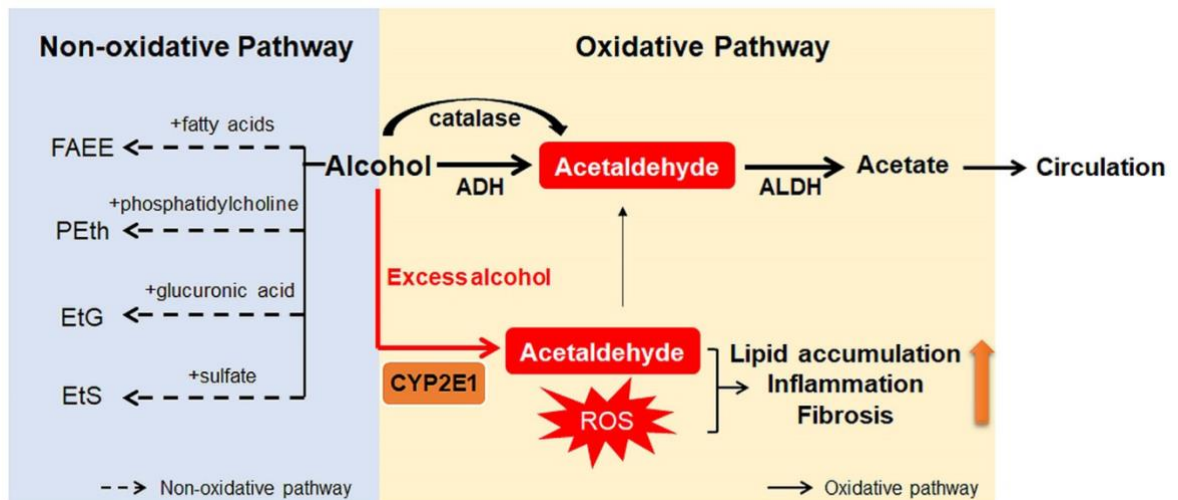 Non-oxidative Pathway
Oxidative Pathway
+fatty acids
FAEE
+phosphatidylcholine
PEth
+glucuronic acid
EtG
+sulfate
EtS
Non-oxidative pathway
catalase
Alcohol
ADH
Acetaldehyde
ALDH
Acetate
Circulation
Excess alcohol
CYP2E1
Acetaldehyde
ROS
Lipid accumulation
Inflammation
Fibrosis
Oxidative pathway